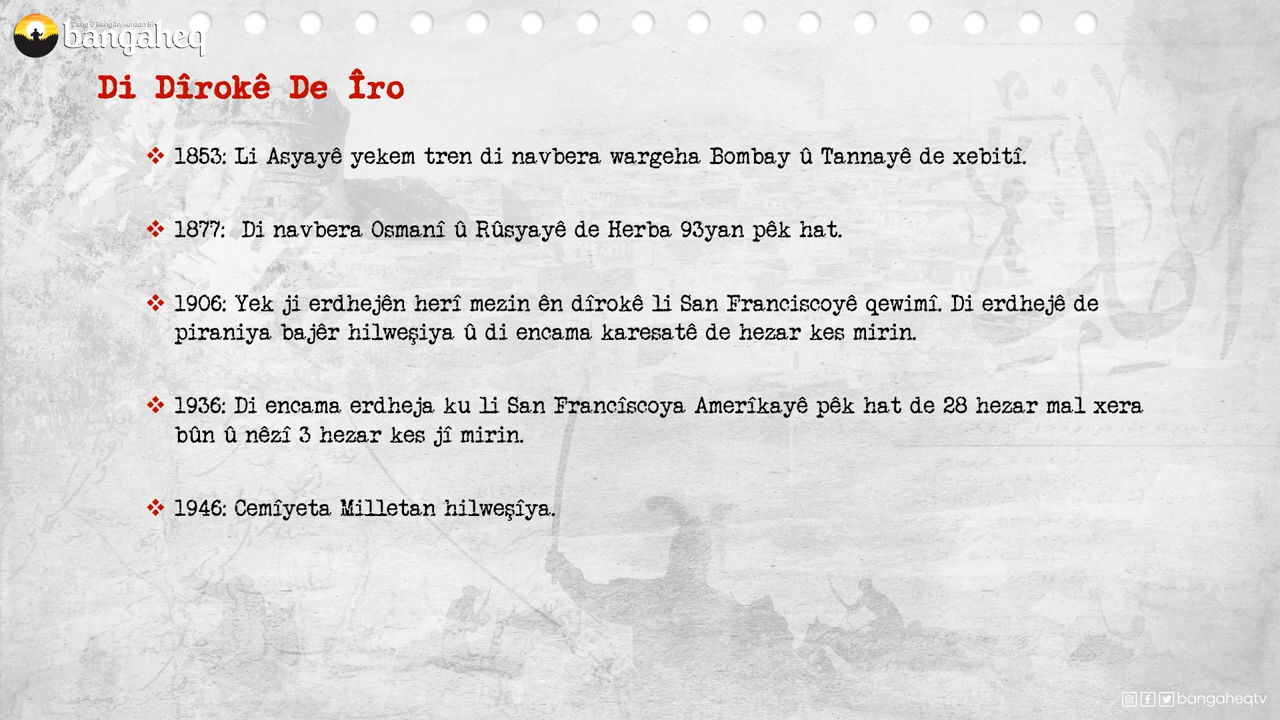 Deng û Bangên Kurdan Bi
bangaheq
Di Dîrokê De Îro
1853: Li Asyayê yekem tren di navbera wargeha Bombay û Tannayê de xebitî.
1877: Di navbera Osmanî û Rûsyayê de Herba 93yan pêk hat.
1906: Yek ji erdhejên herî mezin ên dîrokê li San Franciscoyê qewimî. Di erdhejê de
piraniya bajêr hilweşiya û di encama karesatê de hezar kes mirin.
1936: Di encama erdheja ku li San Francîscoya Amerîkayê pêk hat de 28 hezar mal xera
bûn û nêzî 3 hezar kes jî mirin.
1946: Cemîyeta Milletan hilweşîya.
bangaheqtv